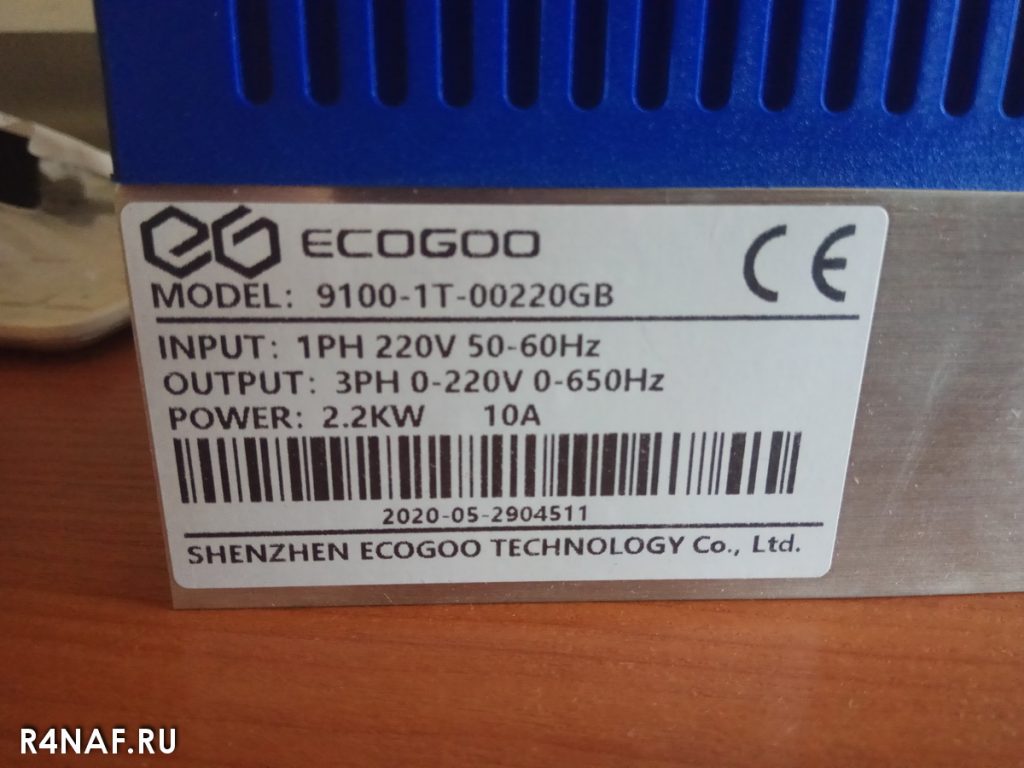 eG ECOGOO CE
MODEL: 9100-1T-00220GB
INPUT: 1PH 220V 50-60Hz
OUTPUT: 3PH 0-220V 0-650Hz
POWER: 2.2KW 10A
2020-05-2904511
SHENZHEN ECOGOO TECHNOLOGY Co., Ltd.
R4NAF.RU